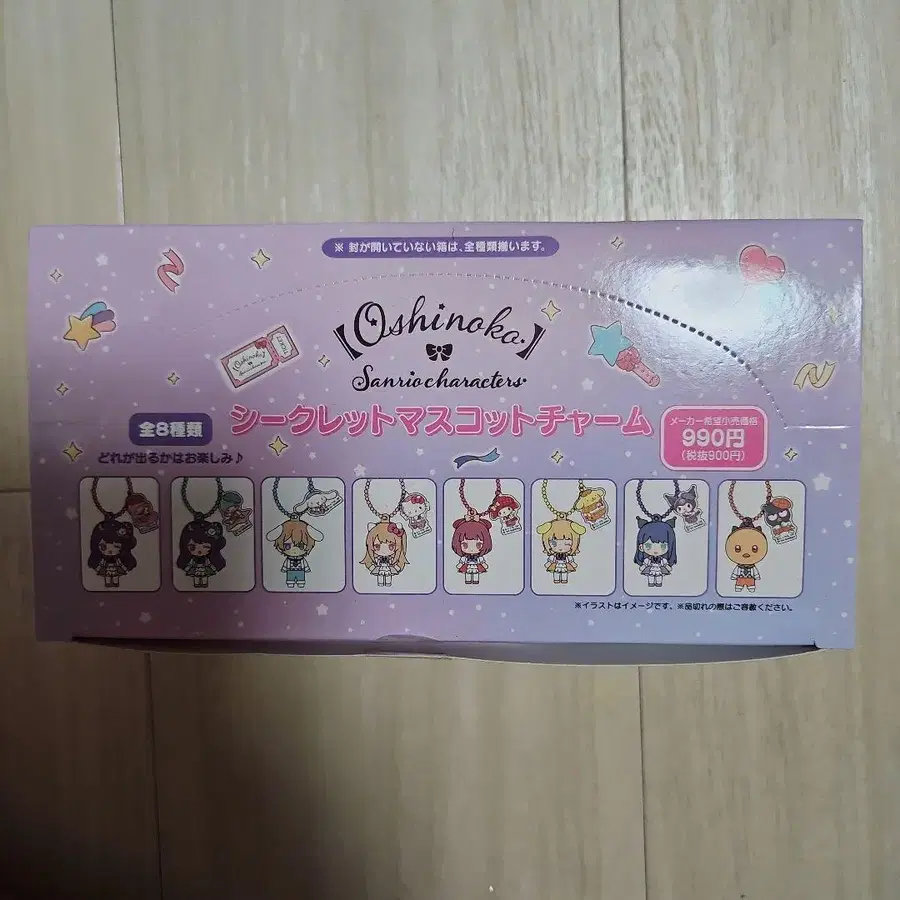 ※ 封が開いていない箱は、全種類揃います。
【Oshinoko】
Sanrio characters
【Oshinoko】
TICKET
シークレットマスコットチャーム
全8種類
どれが出るかはお楽しみ♪
メーカー希望小売価格
990円
(税抜900円)
※イラストはイメージです。※品切れの際はご容赦ください。